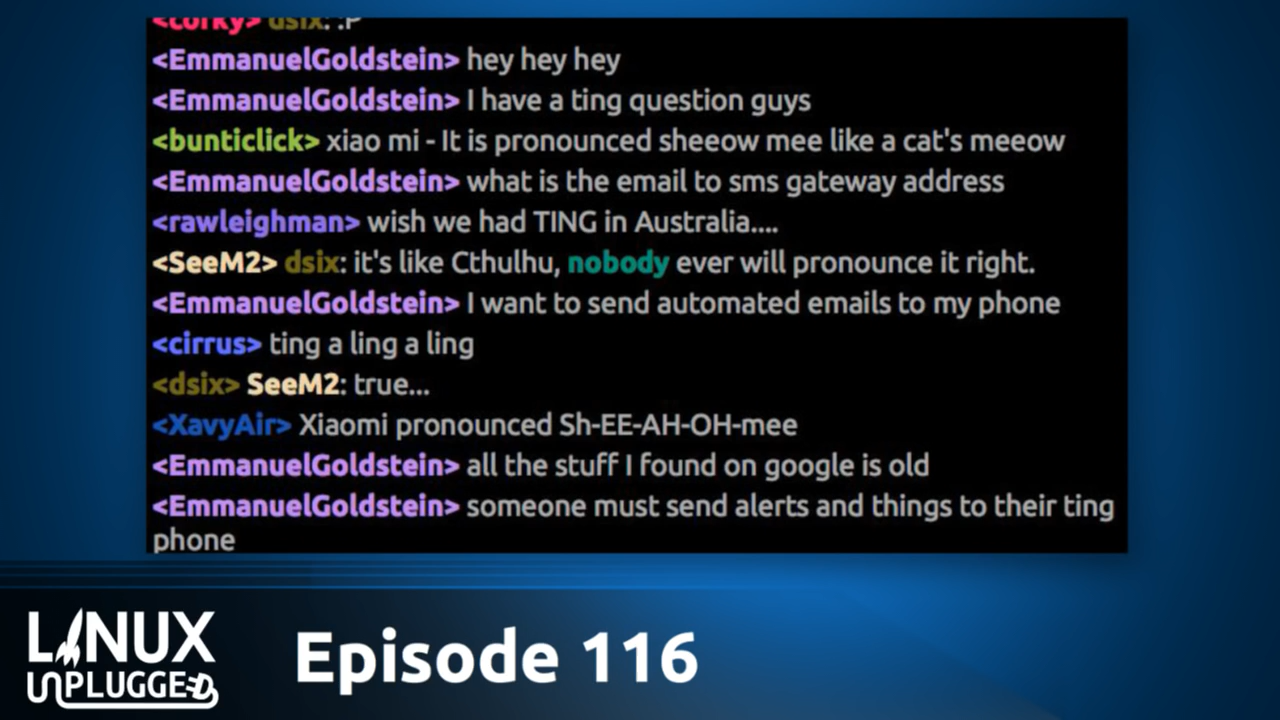 <corky> dsix: :P
<EmmanuelGoldstein> hey hey hey
<EmmanuelGoldstein> I have a ting question guys
<bunticlick> xiao mi - It is pronounced sheeow mee like a cat's meeow
<EmmanuelGoldstein> what is the email to sms gateway address
<rawleighman> wish we had TING in Australia....
<SeeM2> dsix: it's like Cthulhu, nobody ever will pronounce it right.
<EmmanuelGoldstein> I want to send automated emails to my phone
<cirrus> ting a ling a ling
<dsix> SeeM2: true...
<XavyAir> Xiaomi pronounced Sh-EE-AH-OH-mee
<EmmanuelGoldstein> all the stuff I found on google is old
<EmmanuelGoldstein> someone must send alerts and things to their ting
phone
LINUX
UNPLUGGED
Episode 116